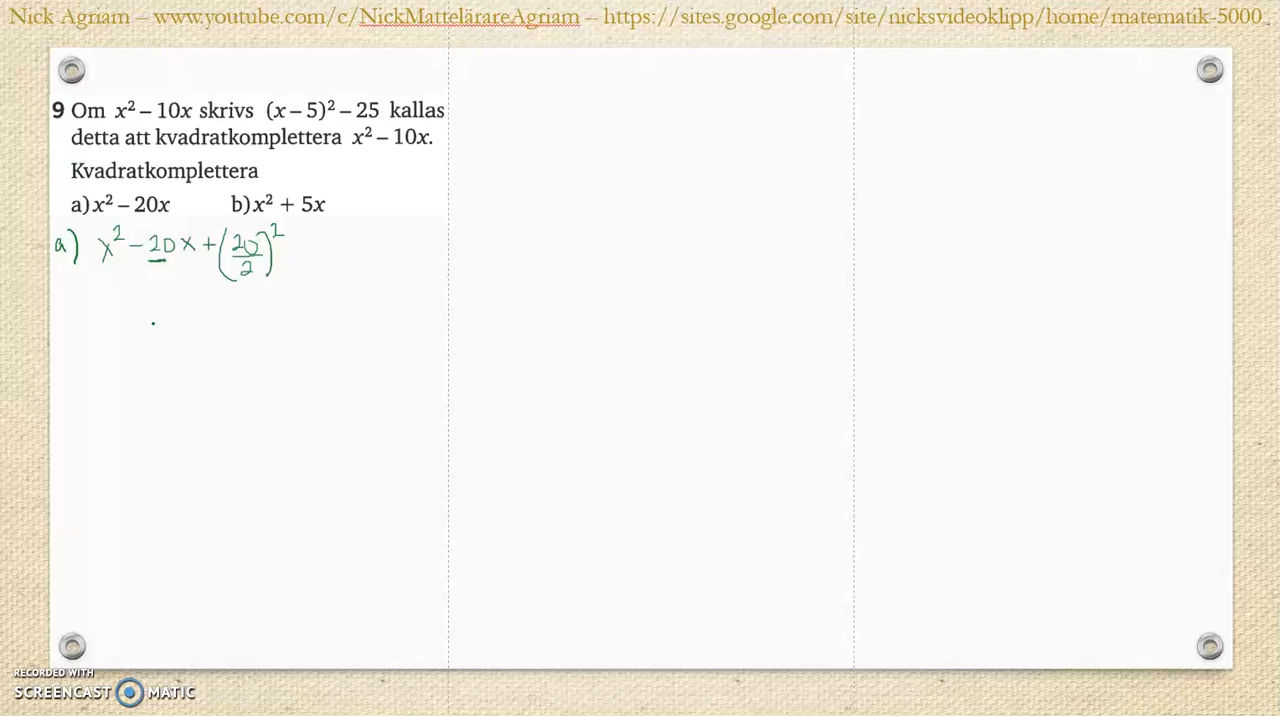 Nick Agriam – www.youtube.com/c/NickMattelärareAgriam – https://sites.google.com/site/nicksvideoklipp/home/matematik-5000
9 Om x² – 10x skrivs (x – 5)² – 25 kallas
detta att kvadratkomplettera x² – 10x.
Kvadratkomplettera
a) x² – 20x b) x² + 5x
a) x² – 20x + (20/2)²
RECORDED WITH
SCREENCAST MATIC